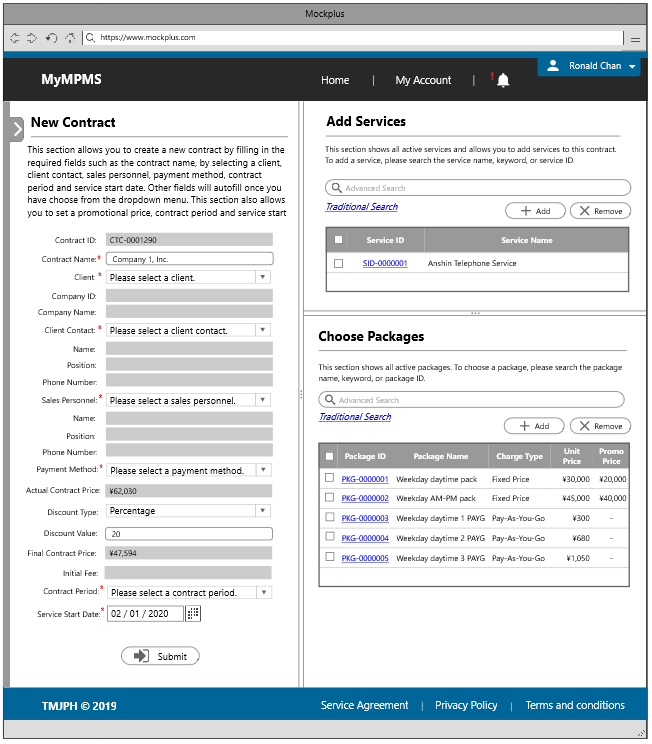 Mockplus
https://www.mockplus.com
Ronald Chan
MyMPMS
Home | My Account | !
New Contract
This section allows you to create a new contract by filling in the
required fields such as the contract name, by selecting a client,
client contact, sales personnel, payment method, contract
period and service start date. Other fields will autofill once you
have choose from the dropdown menu. This section also allows
you to set a promotional price, contract period and service start
Contract ID: CTC-0001290
Contract Name:* Company 1, Inc.
Client * Please select a client.
Company ID:
Company Name:
Client Contact: * Please select a client contact.
Name:
Position:
Phone Number:
Sales Personnel:* Please select a sales personnel.
Name:
Position:
Phone Number:
Payment Method:* Please select a payment method.
Actual Contract Price: ¥62,030
Discount Type: Percentage
Discount Value: 20
Final Contract Price: ¥47,594
Initial Fee:
Contract Period:* Please select a contract period.
Service Start Date:* 02 / 01 / 2020
Submit
Add Services
This section shows all active services and allows you to add services to this contract.
To add a service, please search the service name, keyword, or service ID.
Advanced Search
Traditional Search
Add Remove
Service ID Service Name
SID-0000001 Anshin Telephone Service
Choose Packages
This section shows all active packages. To choose a package, please search the package
name, keyword, or package ID.
Advanced Search
Traditional Search
Add Remove
Package ID Package Name Charge Type Unit Price Promo Price
PKG-0000001 Weekday daytime pack Fixed Price ¥30,000 ¥20,000
PKG-0000002 Weekday AM-PM pack Fixed Price ¥45,000 ¥40,000
PKG-0000003 Weekday daytime 1 PAYG Pay-As-You-Go ¥300 -
PKG-0000004 Weekday daytime 2 PAYG Pay-As-You-Go ¥680 -
PKG-0000005 Weekday daytime 3 PAYG Pay-As-You-Go ¥1,050 -
TMJPH © 2019
Service Agreement | Privacy Policy | Terms and conditions